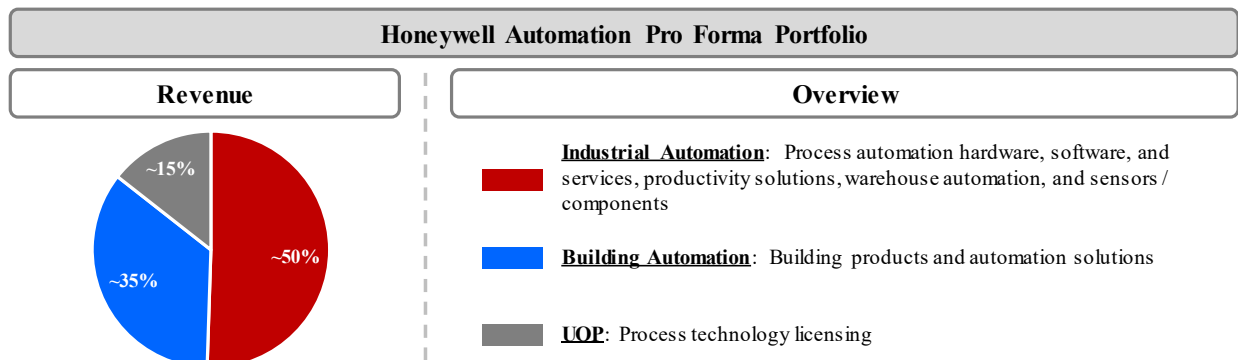 Honeywell Automation Pro Forma Portfolio
Revenue
Overview
~15%
~50%
~35%
Industrial Automation: Process automation hardware, software, and
services, productivity solutions, warehouse automation, and sensors /
components
Building Automation: Building products and automation solutions
UOP: Process technology licensing